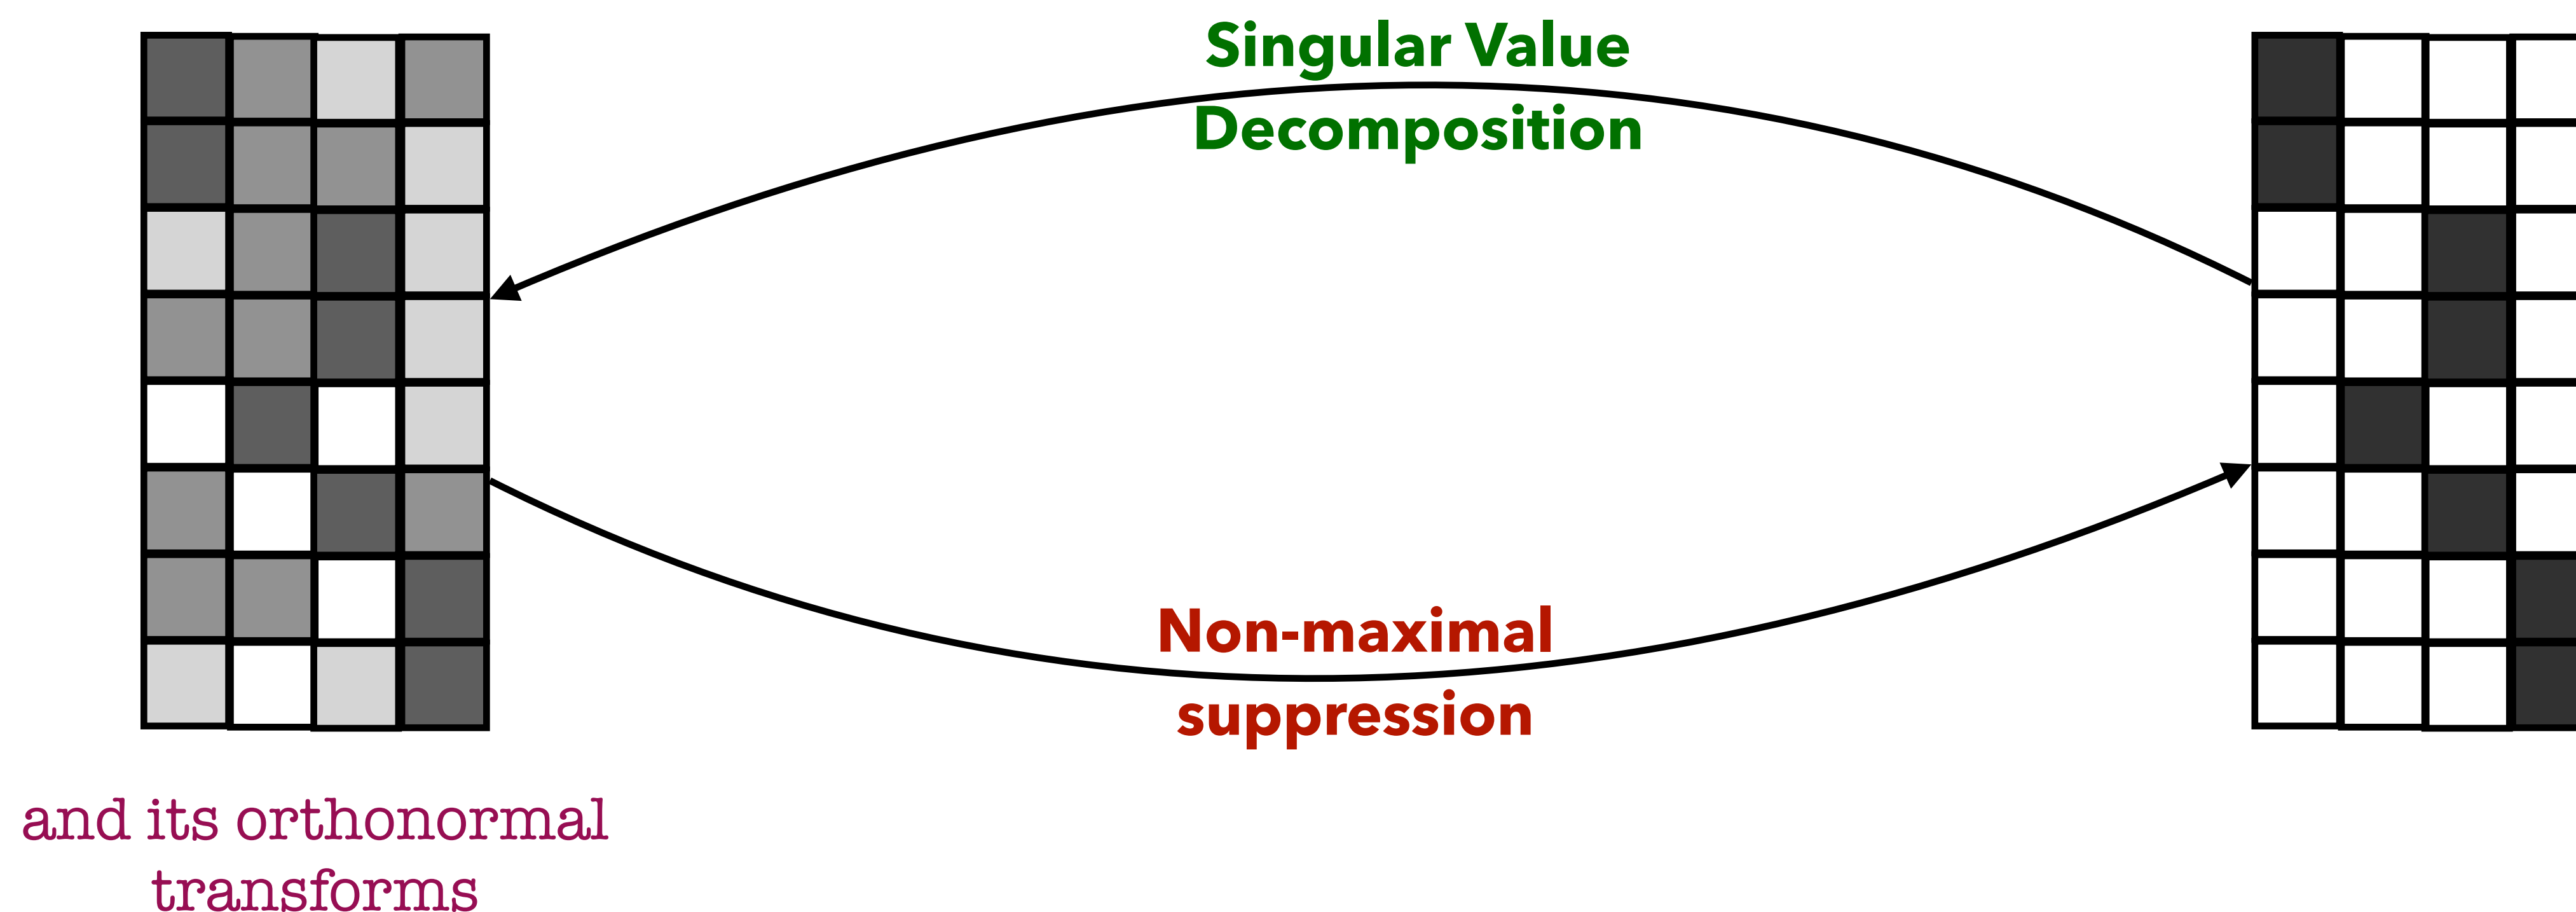 Singular Value
Decomposition
Non-maximal
suppression
and its orthonormal
transforms